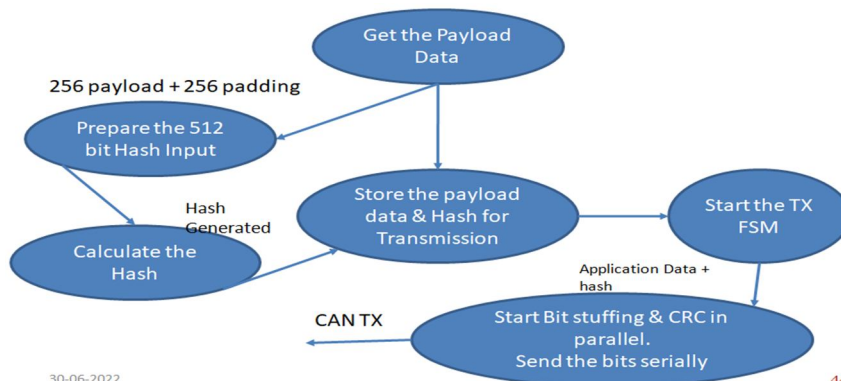 Get the Payload
Data
256 payload + 256 padding
Prepare the 512
bit Hash Input
Hash
Generated
Store the payload
data & Hash for
Transmission
Start the TX
FSM
Calculate the
Hash
Application Data +
hash
CAN TX
Start Bit stuffing & CRC in
parallel.
Send the bits serially
30-06-2022